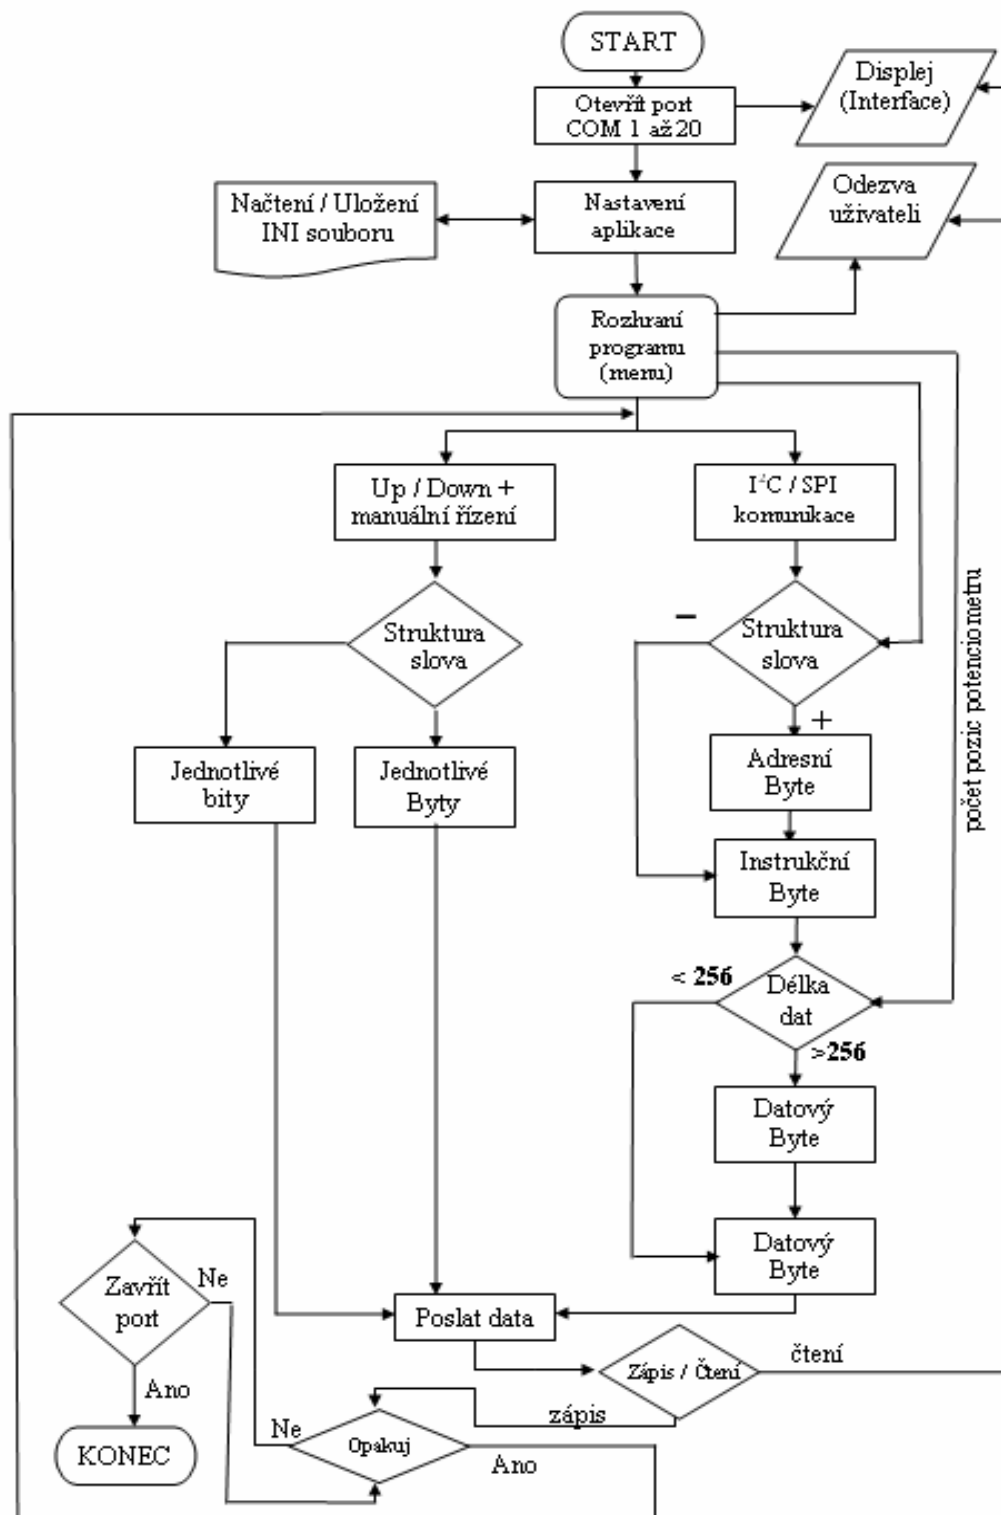 START
Otevřít port
COM 1 až 20
Displej
(Interface)
Načtení / Uložení
INI souboru
Nastavení
aplikace
Odezva
uživateli
Rozhraní
programu
(menu)
Up / Down +
manuální řízení
I²C / SPI
komunikace
Struktura
slova
–
Struktura
slova
+
počet pozic potenciometru
Jednotlivé
bity
Jednotlivé
Byty
Adresní
Byte
Instrukční
Byte
< 256
Délka
dat
>256
Datový
Byte
Datový
Byte
Zavřít
port
Ne
Poslat data
Zápis / Čtení
čtení
Ano
zápis
Ne
Opakuj
Ano
KONEC